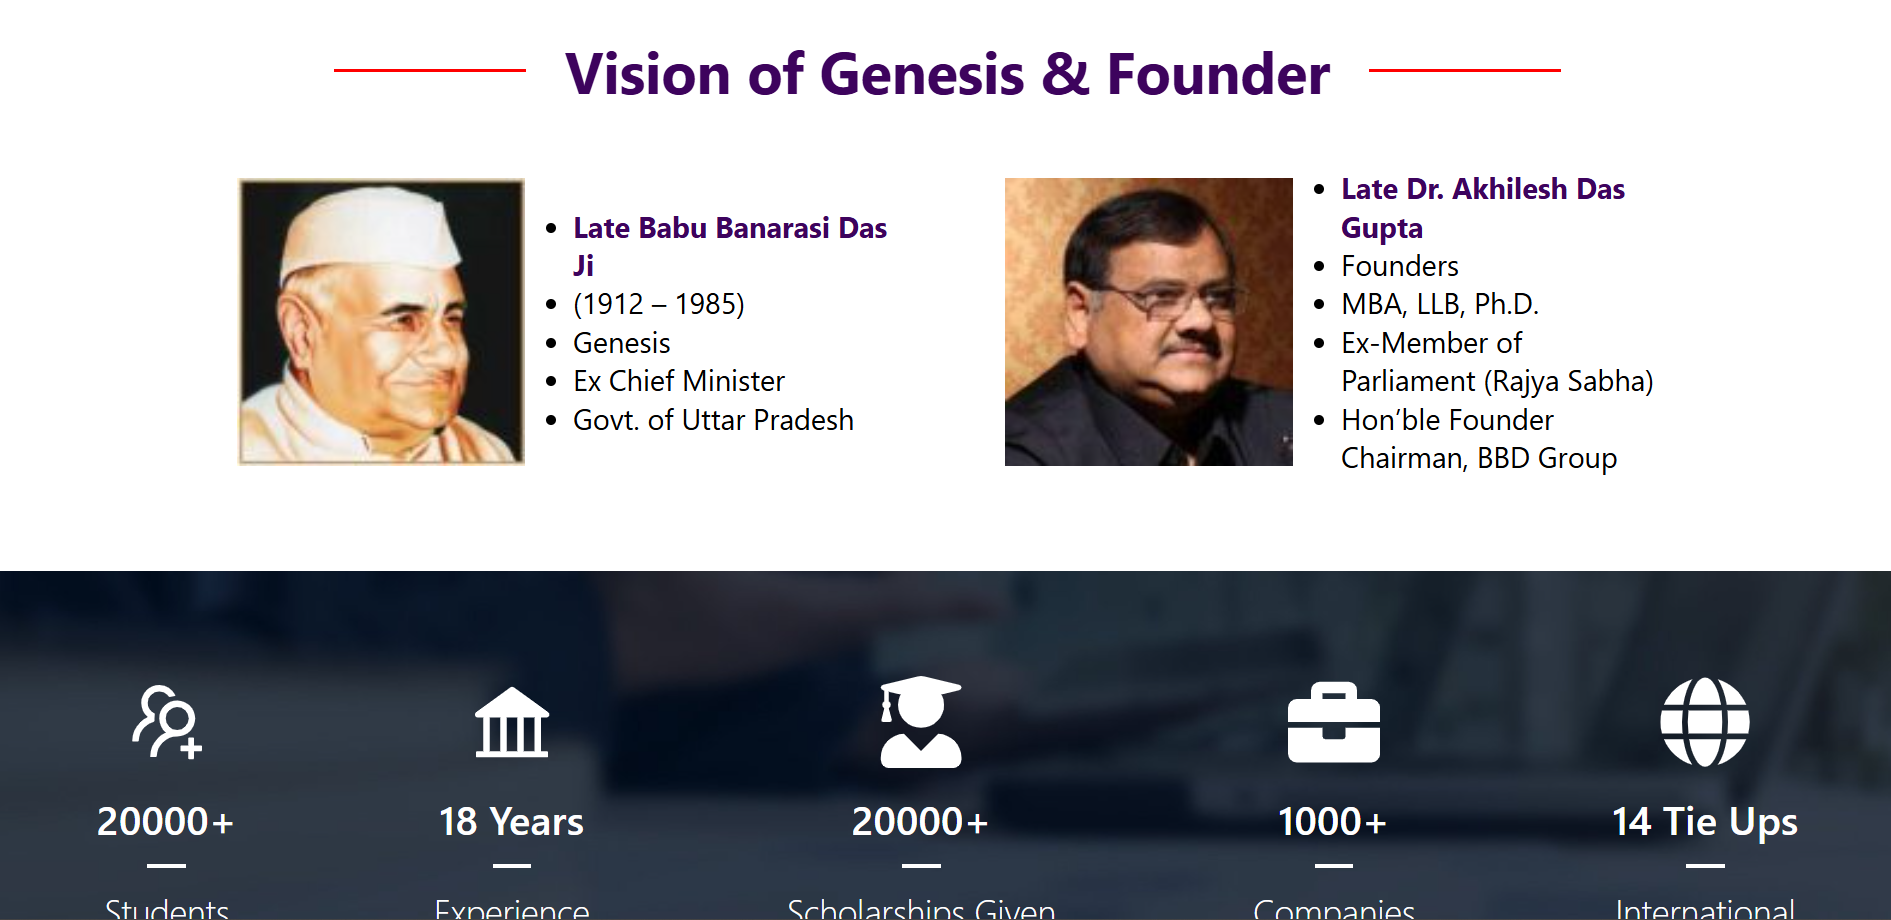 Vision of Genesis & Founder
Late Babu Banarasi Das
Ji
(1912 – 1985)
Genesis
Ex Chief Minister
Govt. of Uttar Pradesh
Late Dr. Akhilesh Das
Gupta
Founders
MBA, LLB, Ph.D.
Ex-Member of
Parliament (Rajya Sabha)
Hon’ble Founder
Chairman, BBD Group
20000+
Students
18 Years
Experience
20000+
Scholarships Given
1000+
Companies
14 Tie Ups
International